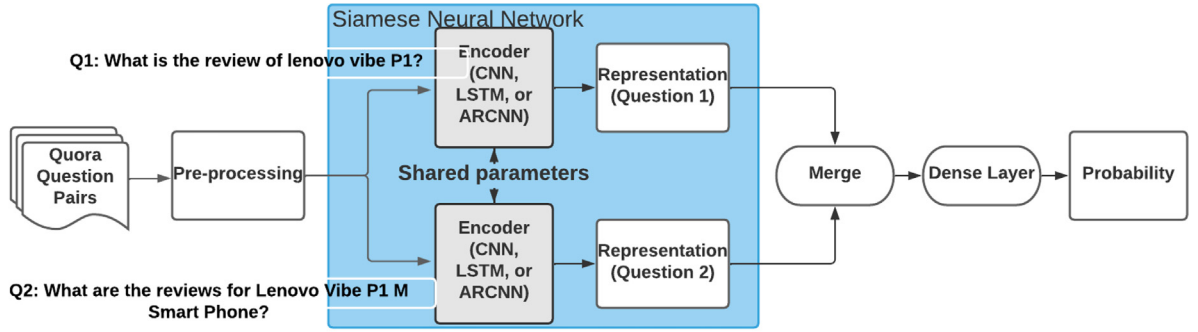 Siamese Neural Network
Q1: What is the review of lenovo vibe P1?
Encoder
(CNN,
LSTM, or
ARCNN)
Representation
(Question 1)
Quora
Question
Pairs
Pre-processing
Shared parameters
Merge
Dense Layer
Probability
Encoder
(CNN,
LSTM, or
ARCNN)
Representation
(Question 2)
Q2: What are the reviews for Lenovo Vibe P1 M
Smart Phone?